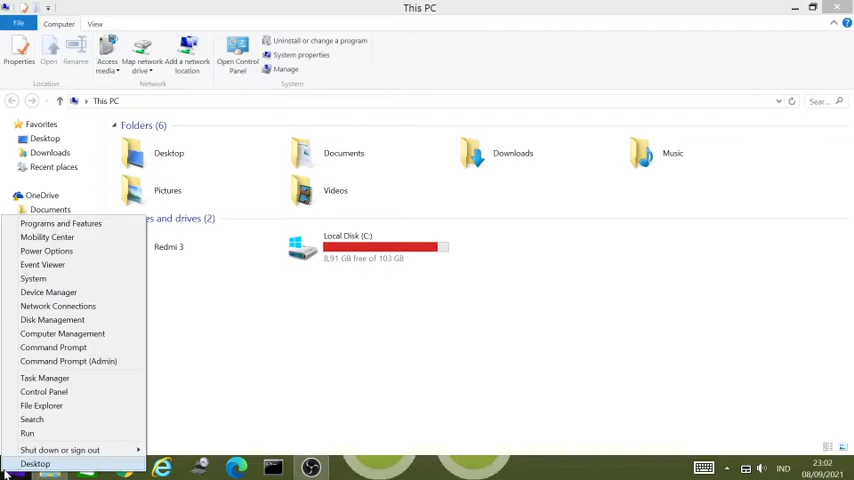 This PC
File
Computer
View
Properties
Open
Rename
Access media
Map network drive
Add a network location
Open Control Panel
Uninstall or change a program
System properties
Manage
Location
Network
System
This PC
Sear...
Favorites
Desktop
Downloads
Recent places
OneDrive
Documents
Folders (6)
Desktop
Documents
Downloads
Music
Pictures
Videos
es and drives (2)
Redmi 3
Local Disk (C:)
8,91 GB free of 103 GB
Programs and Features
Mobility Center
Power Options
Event Viewer
System
Device Manager
Network Connections
Disk Management
Computer Management
Command Prompt
Command Prompt (Admin)
Task Manager
Control Panel
File Explorer
Search
Run
Shut down or sign out
Desktop
IND
23:02
08/09/2021